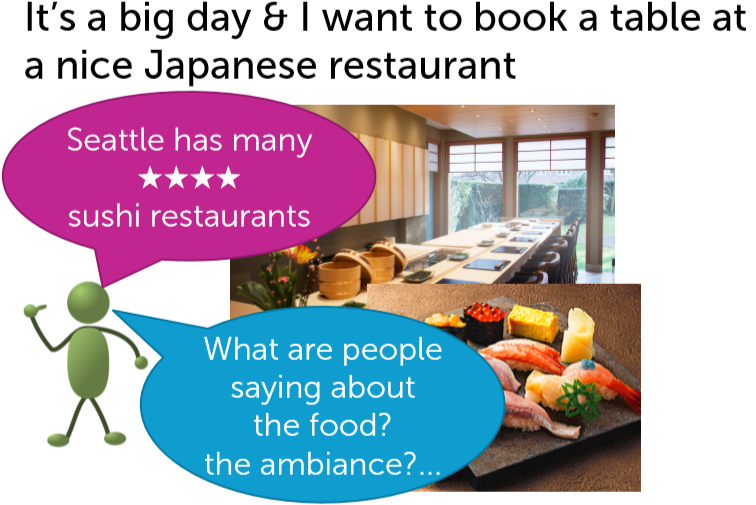 It's a big day & I want to book a table at
a nice Japanese restaurant
Seattle has many
★★★★
sushi restaurants
What are people
saying about
the food?
the ambiance?...